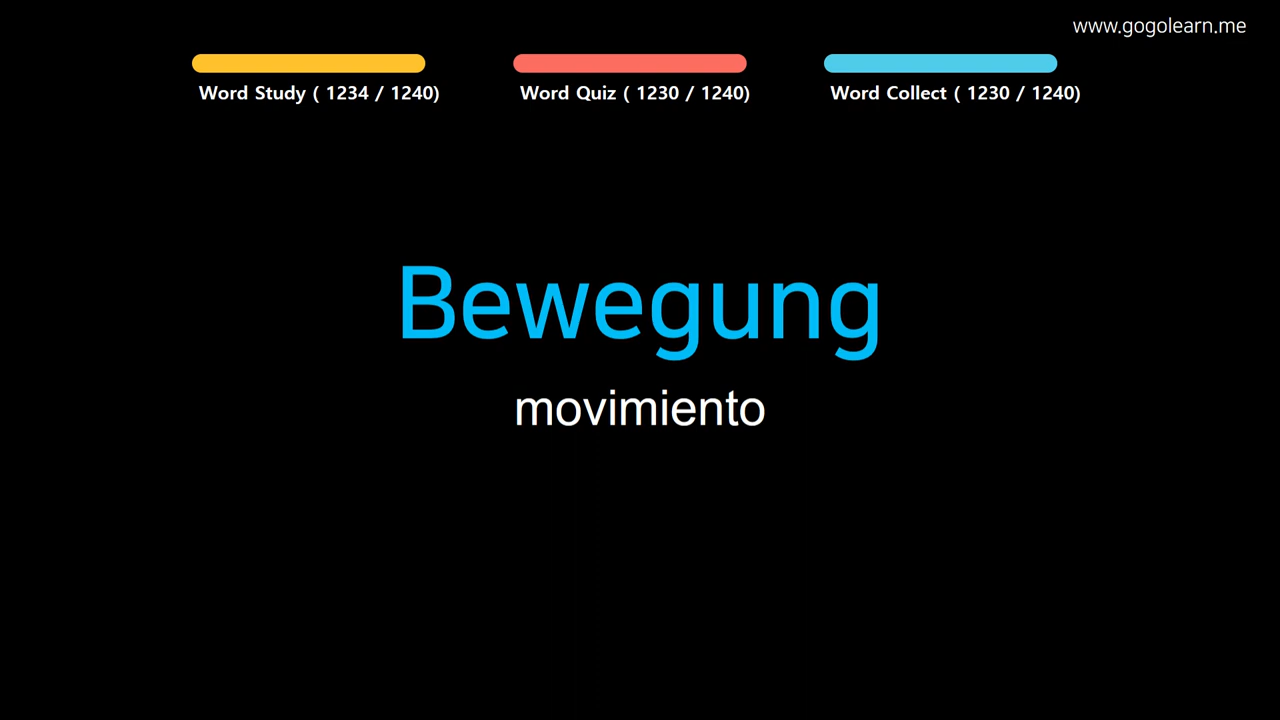 www.gogolearn.me
Word Study ( 1234 / 1240)
Word Quiz ( 1230 / 1240)
Word Collect ( 1230 / 1240)
Bewegung
movimiento